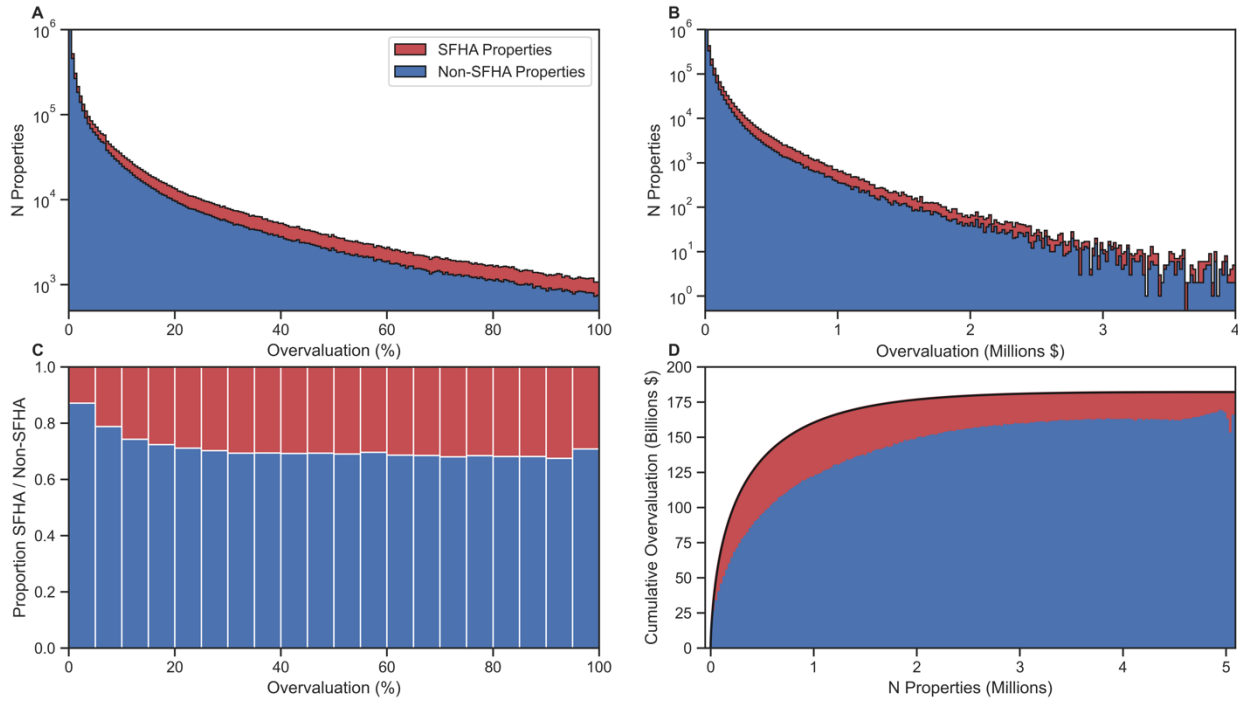 A
10^6
10^5
10^4
10^3
N Properties
SFHA Properties
Non-SFHA Properties
0 20 40 60 80 100
Overvaluation (%)
B
10^6
10^5
10^4
10^3
10^2
10^1
10^0
N Properties
0 1 2 3 4
Overvaluation (Millions $)
C
1.0
0.8
0.6
0.4
0.2
0.0
Proportion SFHA / Non-SFHA
0 20 40 60 80 100
Overvaluation (%)
D
200
175
150
125
100
75
50
25
0
Cumulative Overvaluation (Billions $)
0 1 2 3 4 5
N Properties (Millions)